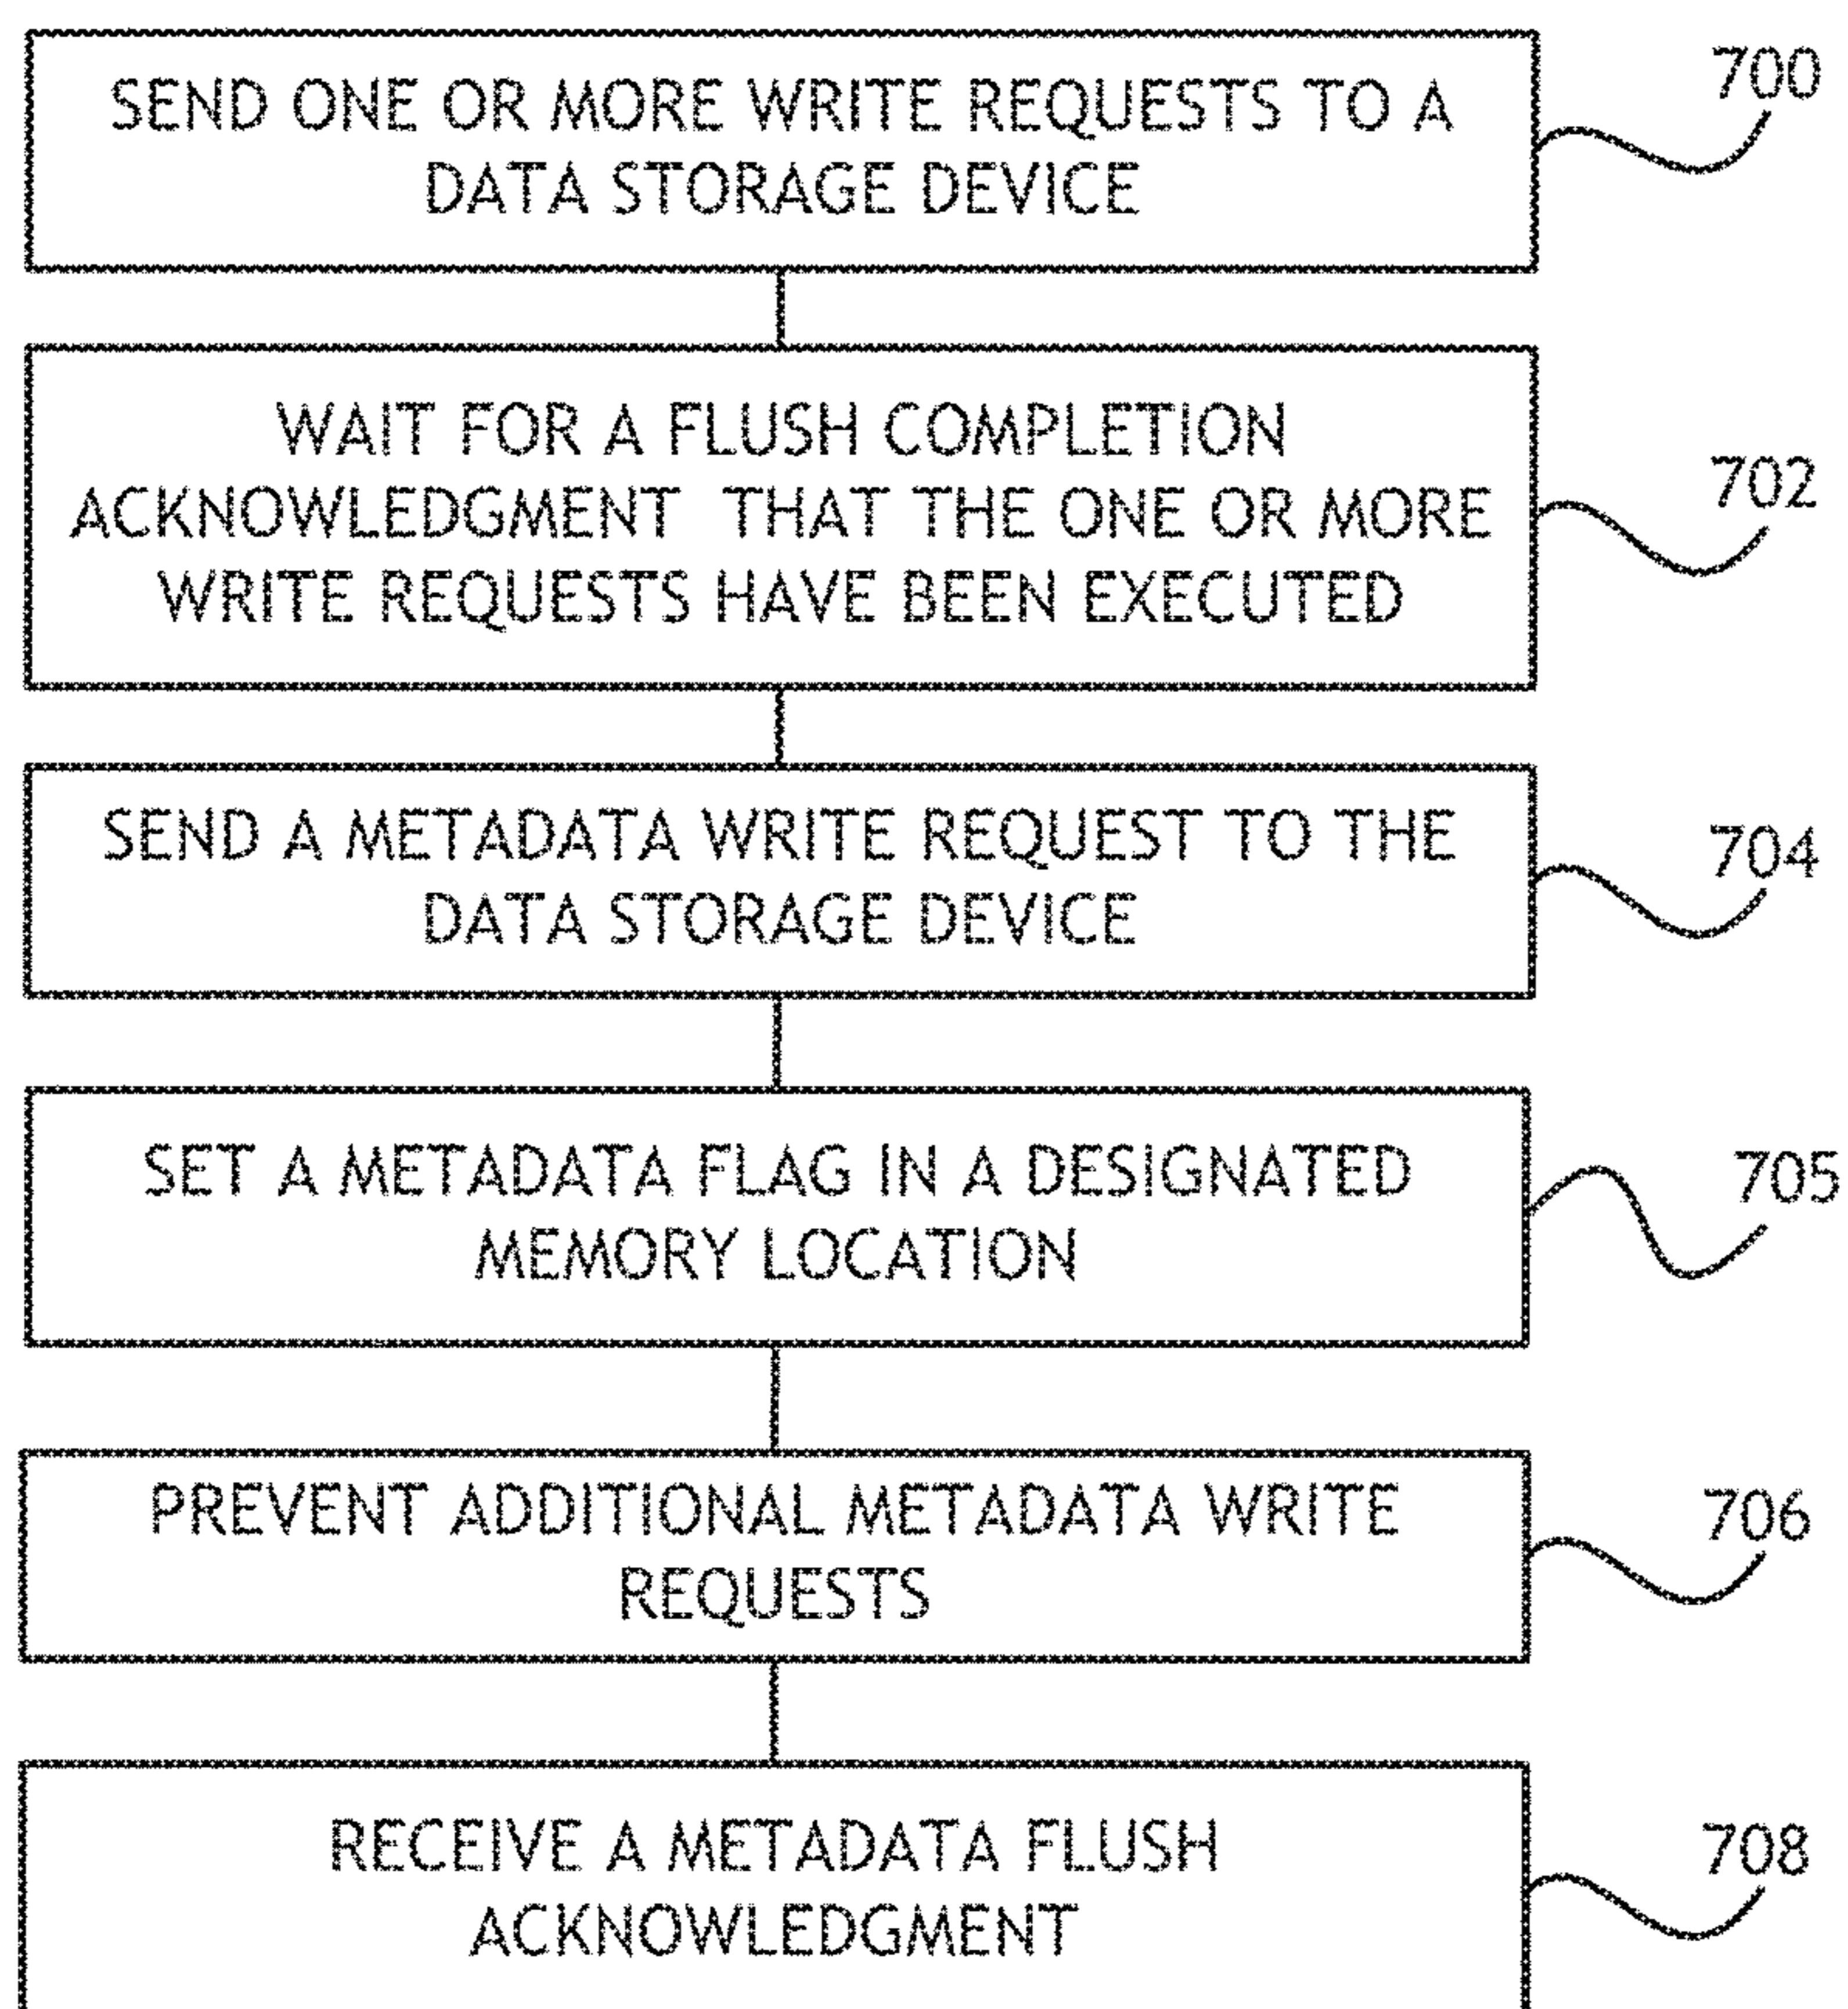 SEND ONE OR MORE WRITE REQUESTS TO A
DATA STORAGE DEVICE
700
WAIT FOR A FLUSH COMPLETION
ACKNOWLEDGMENT THAT THE ONE OR MORE
WRITE REQUESTS HAVE BEEN EXECUTED
702
SEND A METADATA WRITE REQUEST TO THE
DATA STORAGE DEVICE
704
SET A METADATA FLAG IN A DESIGNATED
MEMORY LOCATION
705
PREVENT ADDITIONAL METADATA WRITE
REQUESTS
706
RECEIVE A METADATA FLUSH
ACKNOWLEDGMENT
708